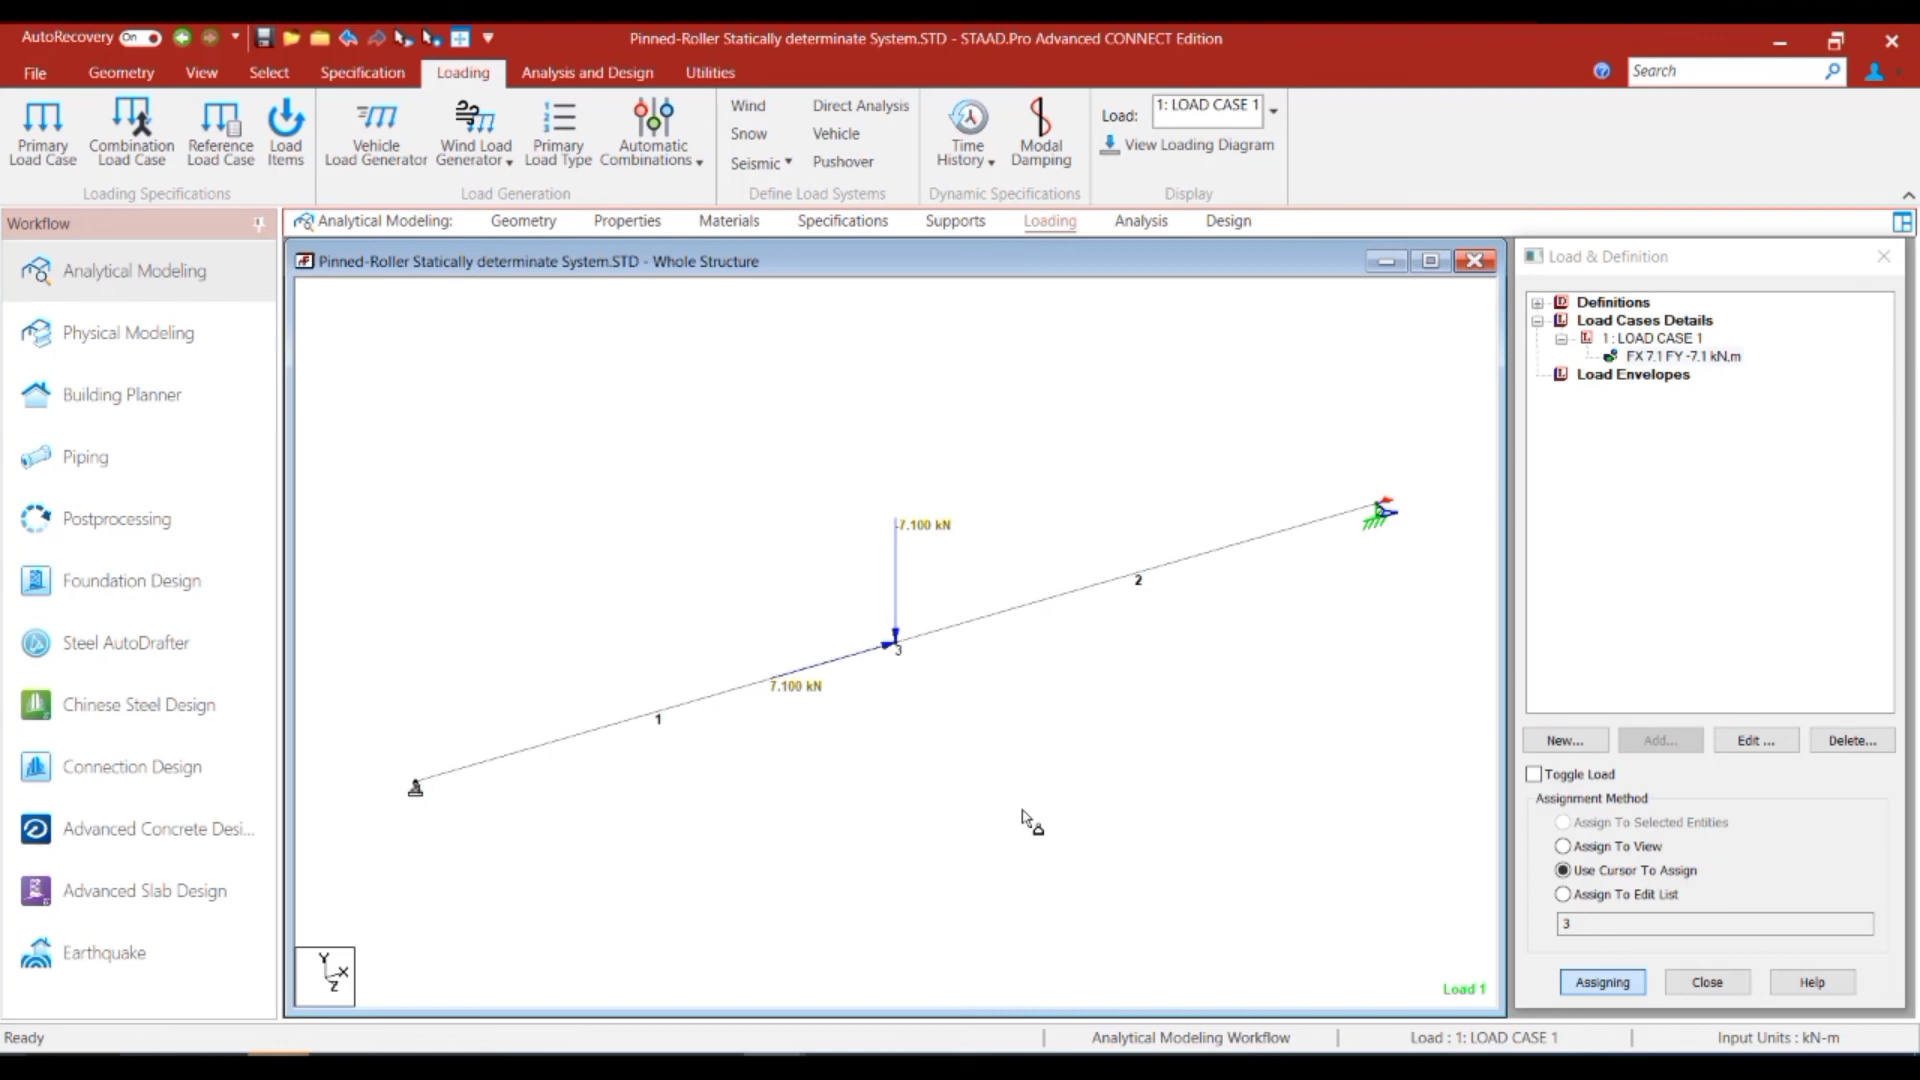 AutoRecovery On
Pinned-Roller Statically determinate System.STD - STAAD.Pro Advanced CONNECT Edition
File Geometry View Select Specification Loading Analysis and Design Utilities
Search
Primary Load Case
Combination Load Case
Reference Load Case
Load Items
Loading Specifications
Vehicle Load Generator
Wind Load Generator
Primary Load Type
Automatic Combinations
Load Generation
Wind
Snow
Seismic
Direct Analysis
Vehicle
Pushover
Define Load Systems
Time History
Modal Damping
Dynamic Specifications
Load: 1: LOAD CASE 1
View Loading Diagram
Display
Workflow
Analytical Modeling
Physical Modeling
Building Planner
Piping
Postprocessing
Foundation Design
Steel AutoDrafter
Chinese Steel Design
Connection Design
Advanced Concrete Desi...
Advanced Slab Design
Earthquake
Analytical Modeling: Geometry Properties Materials Specifications Supports Loading Analysis Design
Pinned-Roller Statically determinate System.STD - Whole Structure
-7.100 kN
2
3
7.100 kN
1
Y
X
Z
Load 1
Load & Definition
Definitions
Load Cases Details
1 : LOAD CASE 1
FX 7.1 FY -7.1 kN,m
Load Envelopes
New... Add... Edit ... Delete...
Toggle Load
Assignment Method
Assign To Selected Entities
Assign To View
Use Cursor To Assign
Assign To Edit List
3
Assigning Close Help
Ready
Analytical Modeling Workflow
Load : 1: LOAD CASE 1
Input Units : kN-m